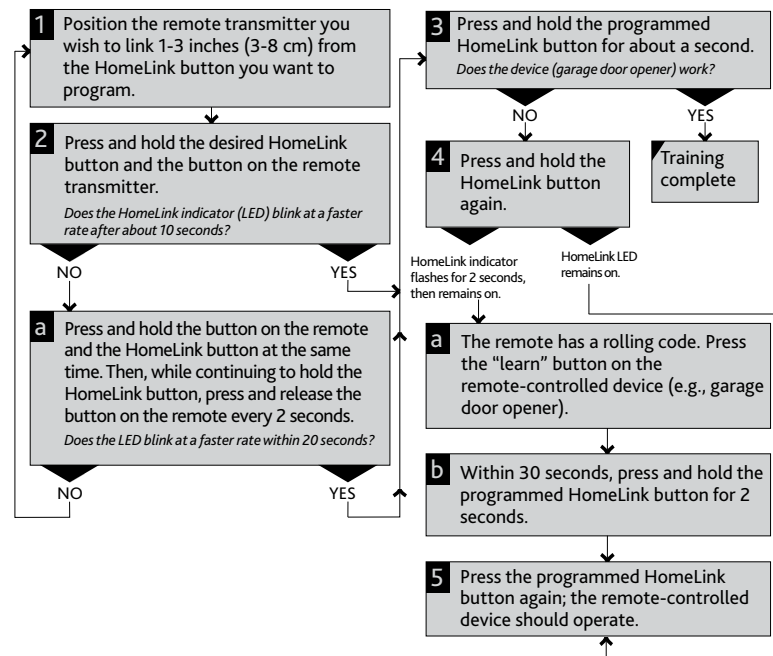 1
Position the remote transmitter you
wish to link 1-3 inches (3-8 cm) from
the HomeLink button you want to
program.
2
Press and hold the desired HomeLink
button and the button on the remote
transmitter.
Does the HomeLink indicator (LED) blink at a faster
rate after about 10 seconds?
NO
YES
a
Press and hold the button on the remote
and the HomeLink button at the same
time. Then, while continuing to hold the
HomeLink button, press and release the
button on the remote every 2 seconds.
Does the LED blink at a faster rate within 20 seconds?
NO
YES
3
Press and hold the programmed
HomeLink button for about a second.
Does the device (garage door opener) work?
NO
YES
4
Press and hold the
HomeLink button
again.
Training
complete
HomeLink indicator
flashes for 2 seconds,
then remains on.
HomeLink LED
remains on.
a
The remote has a rolling code. Press
the “learn” button on the
remote-controlled device (e.g., garage
door opener).
b
Within 30 seconds, press and hold the
programmed HomeLink button for 2
seconds.
5
Press the programmed HomeLink
button again; the remote-controlled
device should operate.